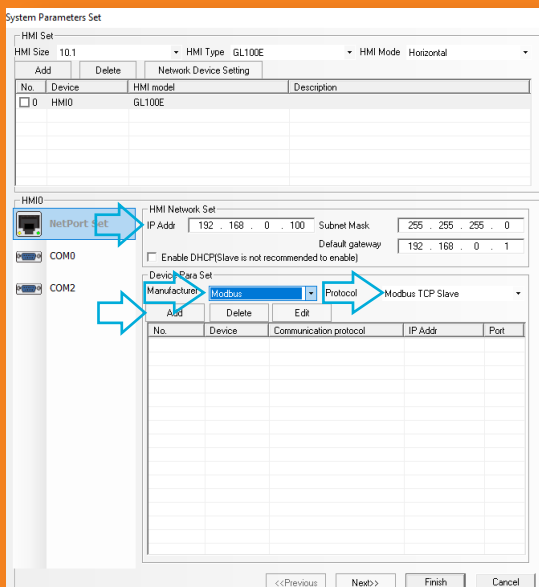 System Parameters Set
HMI Set
HMI Size 10.1 HMI Type GL100E HMI Mode Horizontal
Add Delete Network Device Setting
No. Device HMI model Description
0 HMI0 GL100E
HMI0
NetPort Set
COM0
COM2
HMI Network Set
IP Addr 192 . 168 . 0 . 100 Subnet Mask 255 . 255 . 255 . 0
Default gateway 192 . 168 . 0 . 1
Enable DHCP(Slave is not recommended to enable)
Device Para Set
Manufacturer Modbus Protocol Modbus TCP Slave
Add Delete Edit
No. Device Communication protocol IP Addr Port
<<Previous Next>> Finish Cancel